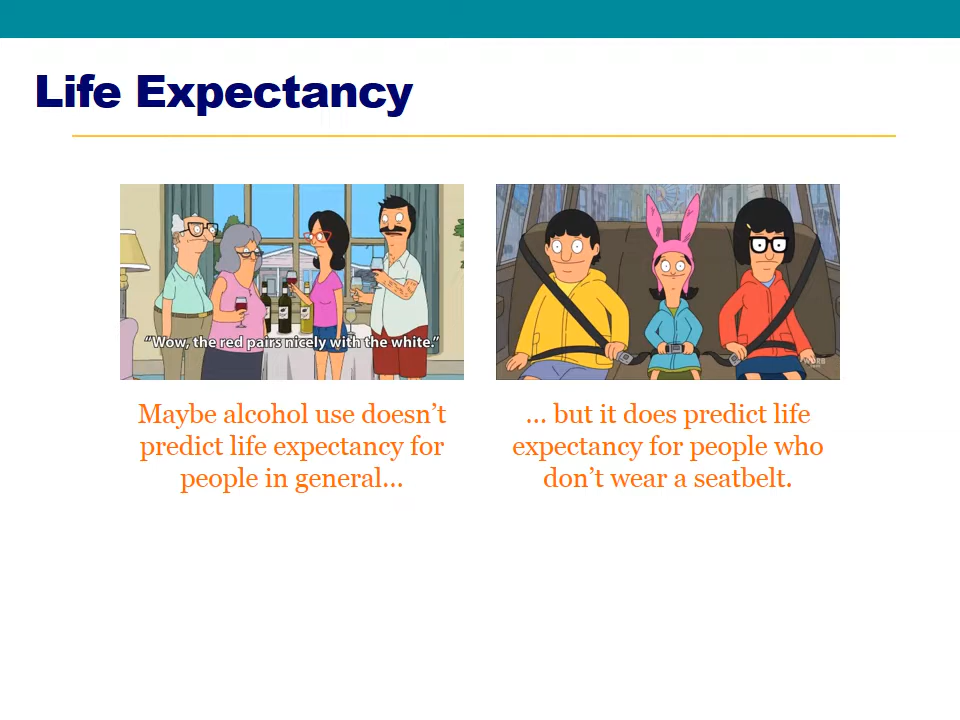 Life Expectancy
“Wow, the red pairs nicely with the white.”
Maybe alcohol use doesn’t
predict life expectancy for
people in general...
... but it does predict life
expectancy for people who
don’t wear a seatbelt.